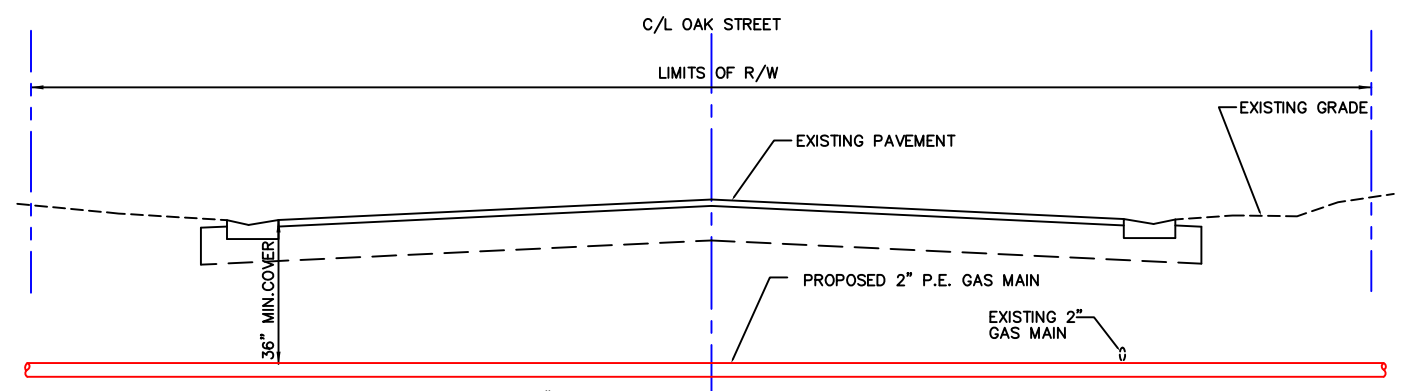 C/L OAK STREET
LIMITS OF R/W
EXISTING GRADE
EXISTING PAVEMENT
36" MIN.COVER
PROPOSED 2" P.E. GAS MAIN
EXISTING 2"
GAS MAIN